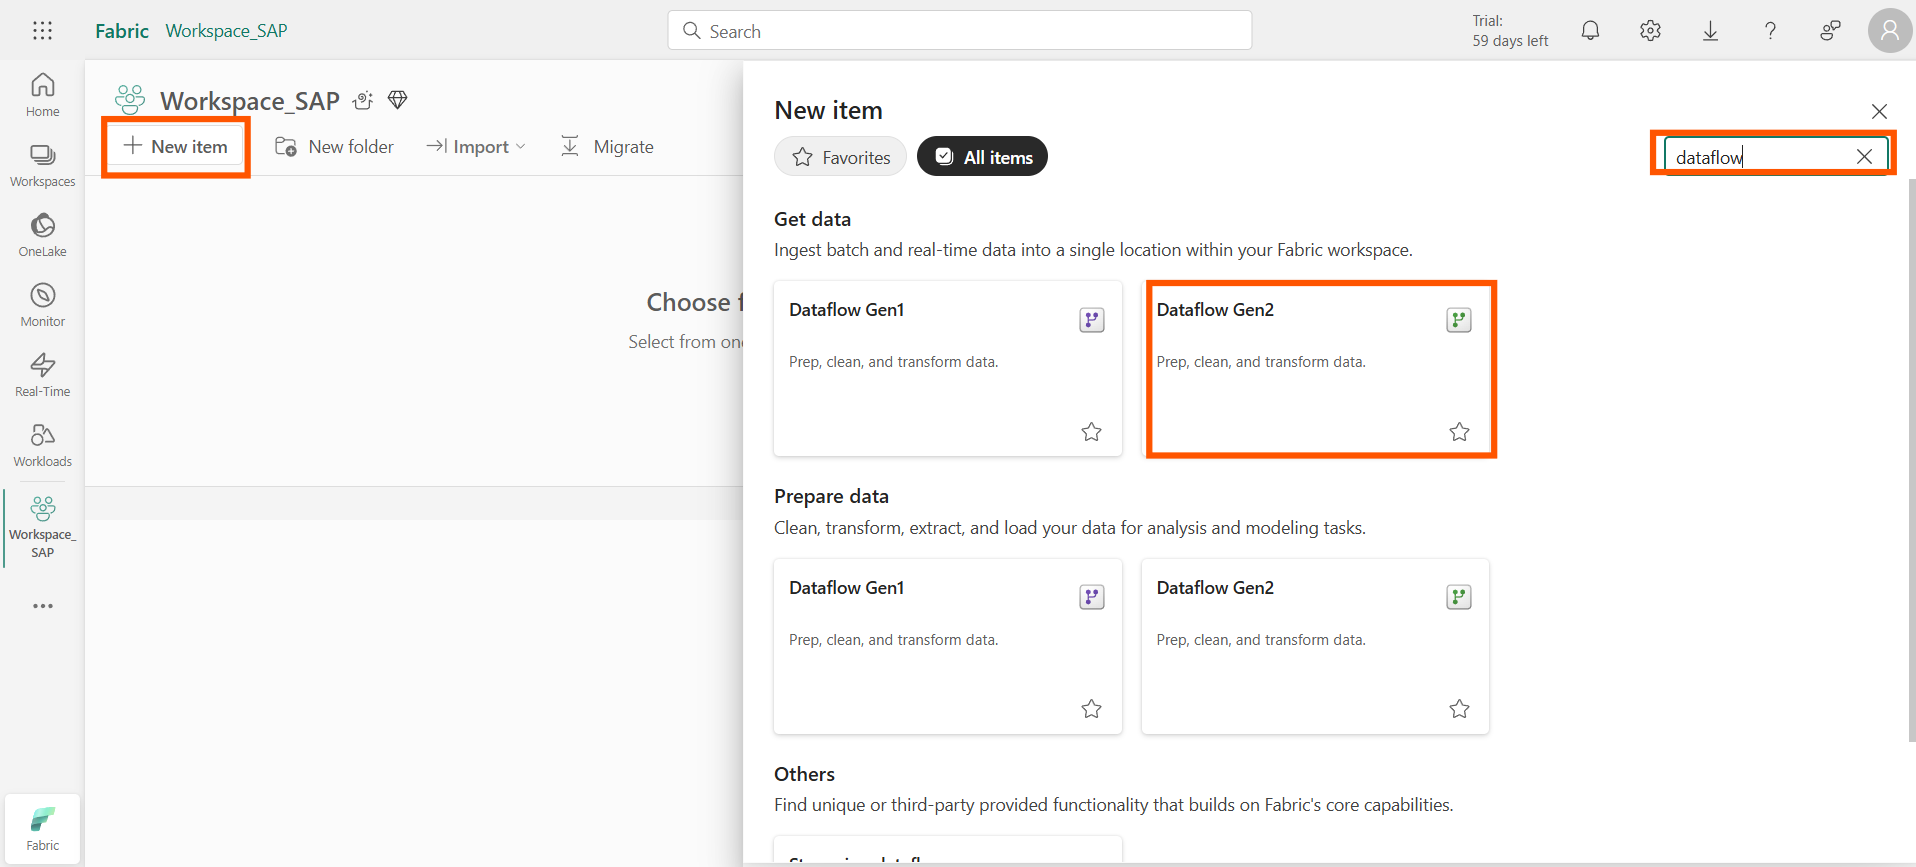 Fabric Workspace_SAP
Search
Trial:
59 days left
Home
Workspaces
OneLake
Monitor
Real-Time
Workloads
Workspace_
SAP
Fabric
Workspace_SAP
New item
New folder
Import
Migrate
Choose
Select from
New item
Favorites
All items
dataflow
Get data
Ingest batch and real-time data into a single location within your Fabric workspace.
Dataflow Gen1
Prep, clean, and transform data.
Dataflow Gen2
Prep, clean, and transform data.
Prepare data
Clean, transform, extract, and load your data for analysis and modeling tasks.
Dataflow Gen1
Prep, clean, and transform data.
Dataflow Gen2
Prep, clean, and transform data.
Others
Find unique or third-party provided functionality that builds on Fabric's core capabilities.